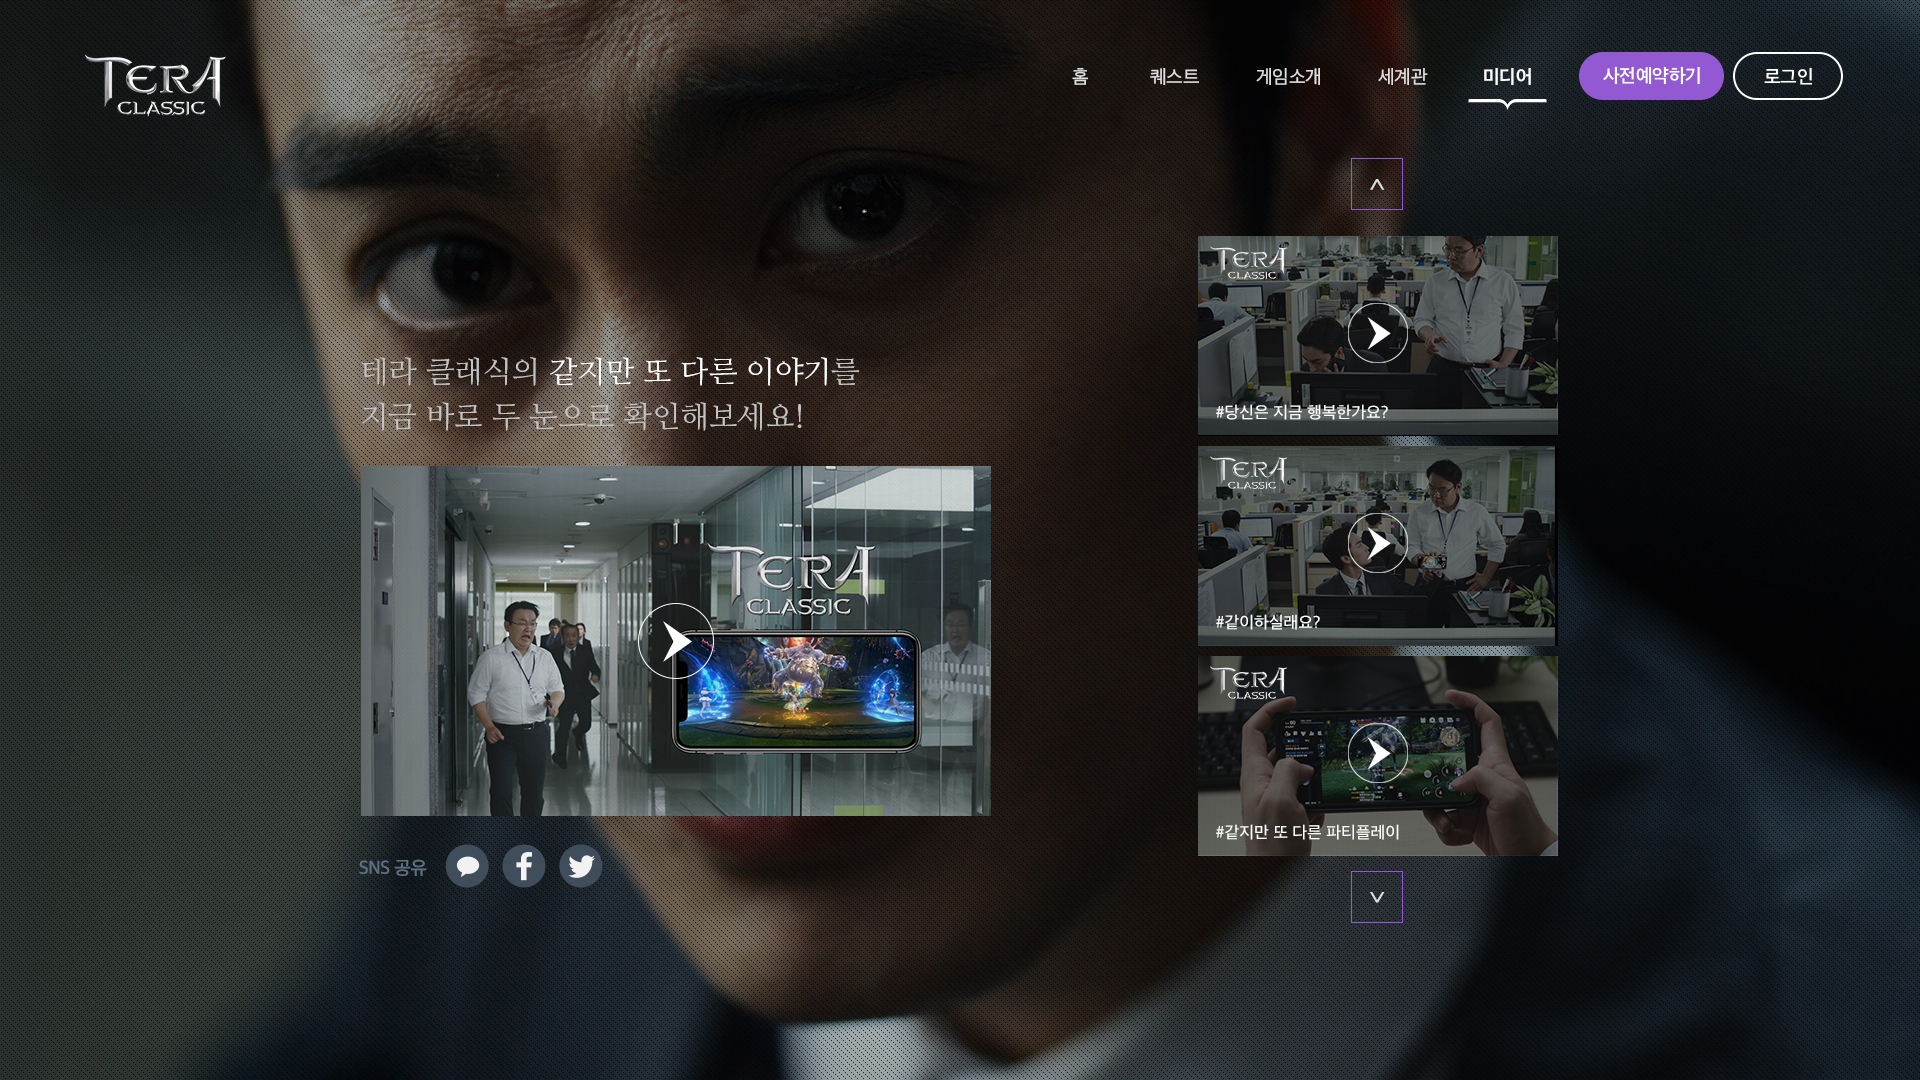 TERA
CLASSIC
홈
퀘스트
게임소개
세계관
미디어
사전예약하기
로그인
테라 클래식의 같지만 또 다른 이야기를
지금 바로 두 눈으로 확인해보세요!
TERA
CLASSIC
SNS 공유
TERA
CLASSIC
#당신은 지금 행복한가요?
TERA
CLASSIC
#같이하실래요?
TERA
CLASSIC
#같지만 또 다른 파티플레이